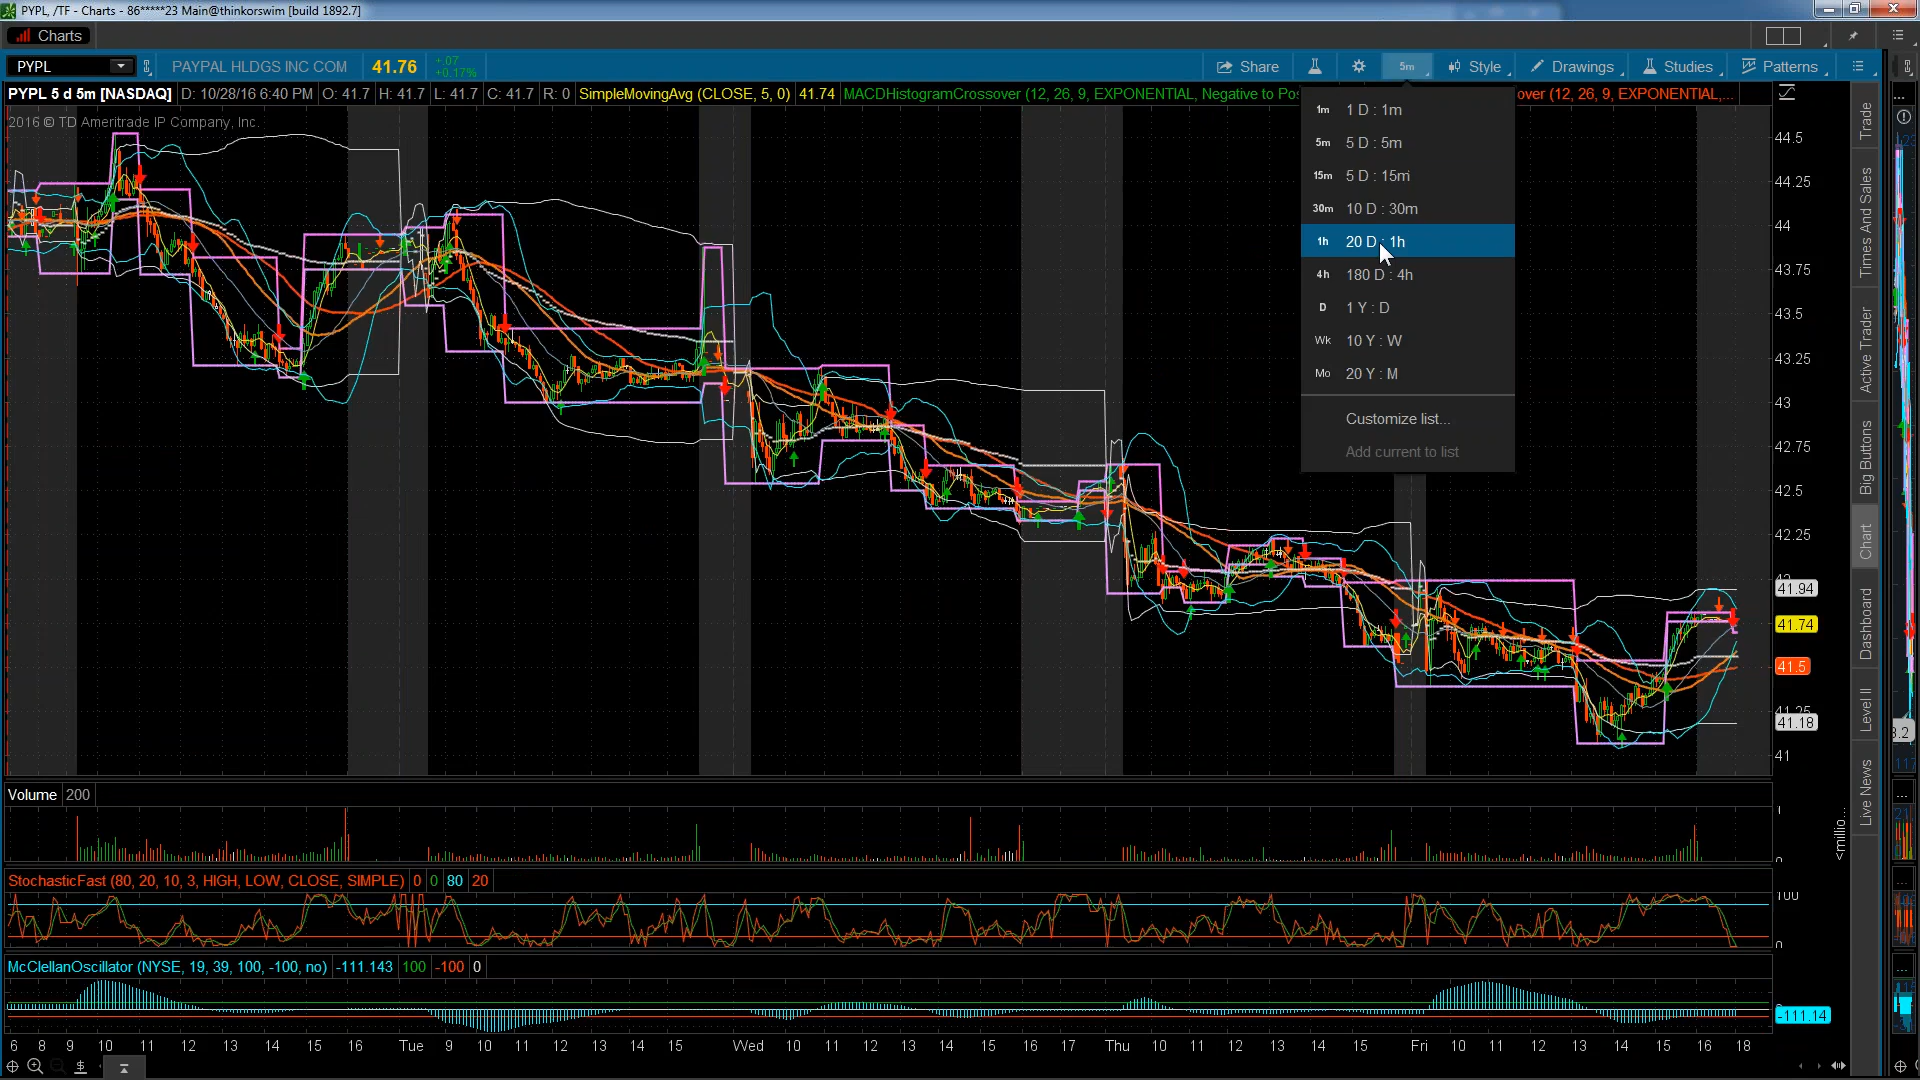 PYPL, /TF - Charts - 86*****23 Main@thinkorswim [build 1892.7]
Charts
PYPL PAYPAL HLDGS INC COM 41.76 +.07 +0.17% Share 5m Style Drawings Studies Patterns
PYPL 5 d 5m [NASDAQ] D: 10/28/16 6:40 PM O: 41.7 H: 41.7 L: 41.7 C: 41.7 R: 0 SimpleMovingAvg (CLOSE, 5, 0) 41.74 MACDHistogramCrossover (12, 26, 9, EXPONENTIAL, Negative to Pos over (12, 26, 9, EXPONENTIAL,...
2016 © TD Ameritrade IP Company, Inc.
1m 1 D : 1m
5m 5 D : 5m
15m 5 D : 15m
30m 10 D : 30m
1h 20 D : 1h
4h 180 D : 4h
D 1 Y : D
Wk 10 Y : W
Mo 20 Y : M
Customize list...
Add current to list
44.5
44.25
44
43.75
43.5
43.25
43
42.75
42.5
42.25
42
41.94
41.74
41.5
41.25
41.18
41
Trade
Times And Sales
Active Trader
Big Buttons
Chart
Dashboard
Level II
Live News
Volume 200
1
0
<millio...
StochasticFast (80, 20, 10, 3, HIGH, LOW, CLOSE, SIMPLE) 0 0 80 20
100
0
McClellanOscillator (NYSE, 19, 39, 100, -100, no) -111.143 100 -100 0
-111.14
6 8 9 10 11 12 13 14 15 16 Tue 9 10 11 12 13 14 15 Wed 10 11 12 13 14 15 16 17 Thu 10 11 12 13 14 15 Fri 10 11 12 13 14 15 16 18